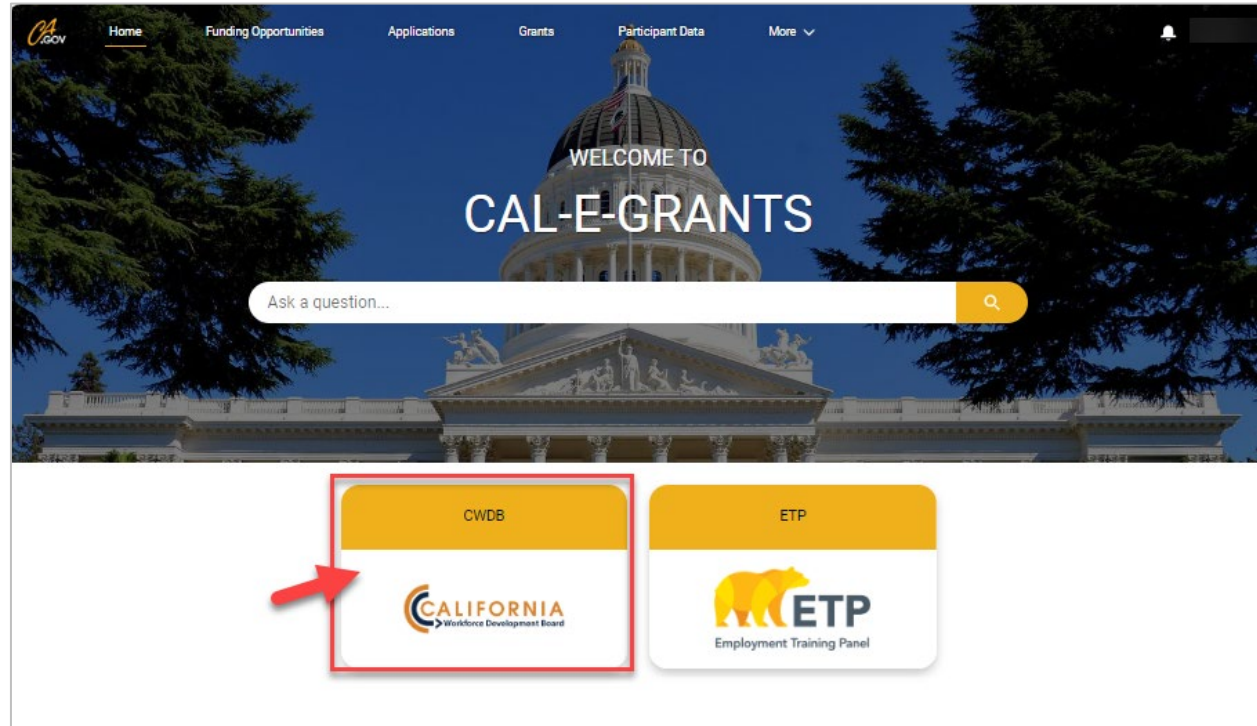 CA.GOV Home Funding Opportunities Applications Grants Participant Data More
WELCOME TO
CAL-E-GRANTS
Ask a question...
CWDB
CALIFORNIA
Workforce Development Board
ETP
ETP
Employment Training Panel